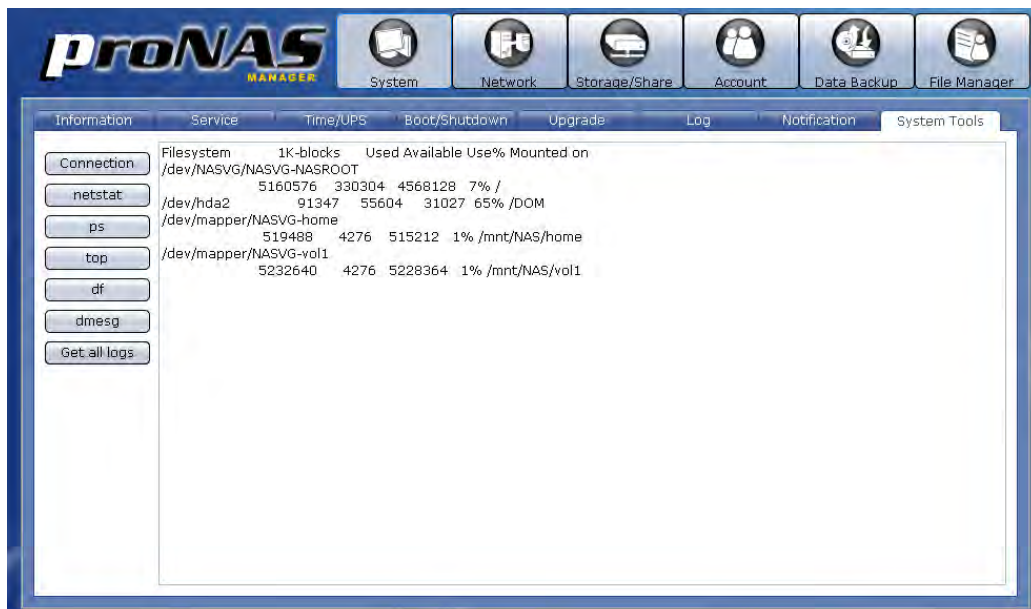 proNAS
MANAGER
System
Network
Storage/Share
Account
Data Backup
File Manager
Information
Service
Time/UPS
Boot/Shutdown
Upgrade
Log
Notification
System Tools
Connection
netstat
ps
top
df
dmesg
Get all logs
Filesystem 1K-blocks Used Available Use% Mounted on
/dev/NASVG/NASVG-NASROOT
5160576 330304 4568128 7% /
/dev/hda2 91347 55604 31027 65% /DOM
/dev/mapper/NASVG-home
519488 4276 515212 1% /mnt/NAS/home
/dev/mapper/NASVG-vol1
5232640 4276 5228364 1% /mnt/NAS/vol1